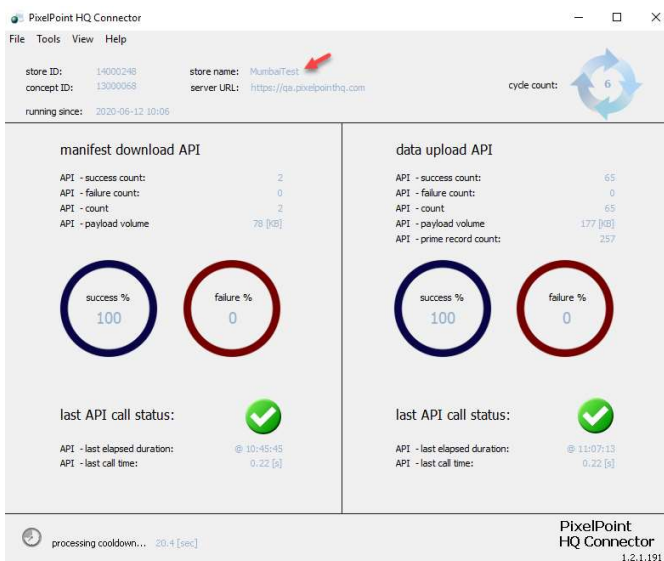 PixelPoint HQ Connector
File Tools View Help
store ID: 14000248 store name: MumbaiTest
concept ID: 13000068 server URL: https://qa.pixelpointhq.com
cycle count: 6
running since: 2020-06-12 10:06
manifest download API
API - success count: 2
API - failure count: 0
API - count 2
API - payload volume 78 [KB]
success % 100
failure % 0
last API call status:
API - last elapsed duration: @ 10:45:45
API - last call time: 0.22 [s]
data upload API
API - success count: 65
API - failure count: 0
API - count 65
API - payload volume 177 [KB]
API - prime record count: 257
success % 100
failure % 0
last API call status:
API - last elapsed duration: @ 11:07:13
API - last call time: 0.22 [s]
processing cooldown... 20.4 [sec]
PixelPoint
HQ Connector
1.2.1.191